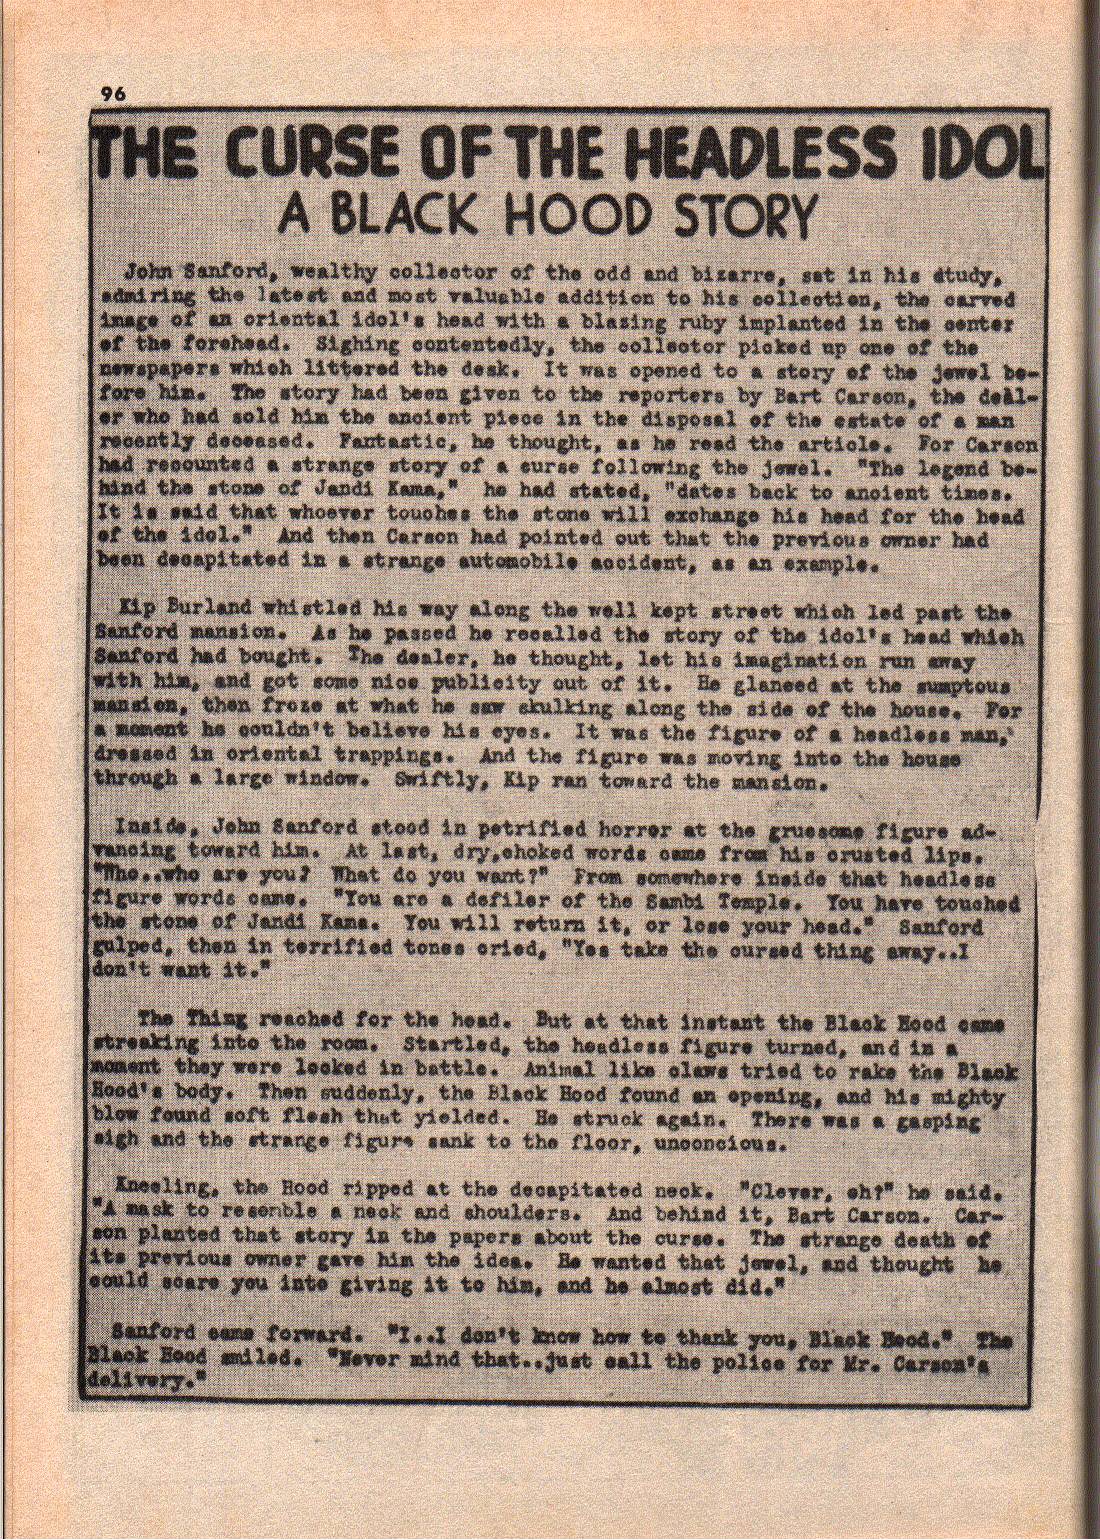 96
THE CURSE OF THE HEADLESS IDOL
A BLACK HOOD STORY
John Sanford, wealthy collector of the odd and bizarre, sat in his study,
admiring the latest and most valuable addition to his collection, the carved
image of an oriental idol's head with a blazing ruby implanted in the center
of the forehead. Sighing contentedly, the collector picked up one of the
newspapers which littered the desk. It was opened to a story of the jewel be-
fore him. The story had been given to the reporters by Bart Carson, the deal-
er who had sold him the ancient piece in the disposal of the estate of a man
recently deceased. Fantastic, he thought, as he read the article. For Carson
had recounted a strange story of a curse following the jewel. "The legend be-
hind the stone of Jandi Kama," he had stated, "dates back to ancient times.
It is said that whoever touches the stone will exchange his head for the head
of the idol." And then Carson had pointed out that the previous owner had
been decapitated in a strange automobile accident, as an example.
Kip Burland whistled his way along the well kept street which led past the
Sanford mansion. As he passed he recalled the story of the idol's head which
Sanford had bought. The dealer, he thought, let his imagination run away
with him, and got some nice publicity out of it. He glanced at the sumptous
mansion, then froze at what he saw skulking along the side of the house. For
a moment he couldn't believe his eyes. It was the figure of a headless man,
dressed in oriental trappings. And the figure was moving into the house
through a large window. Swiftly, Kip ran toward the mansion.
Inside, John Sanford stood in petrified horror at the gruesome figure ad-
vancing toward him. At last, dry,choked words came from his crusted lips.
"Who..who are you? What do you want?" From somewhere inside that headless
figure words came. "You are a defiler of the Sambi Temple. You have touched
the stone of Jandi Kama. You will return it, or lose your head." Sanford
gulped, then in terrified tones cried, "Yes take the cursed thing away..I
don't want it."
The Thing reached for the head. But at that instant the Black Hood came
streaking into the room. Startled, the headless figure turned, and in a
moment they were locked in battle. Animal like claws tried to rake the Black
Hood's body. Then suddenly, the Black Hood found an opening, and his mighty
blow found soft flesh that yielded. He struck again. There was a gasping
sigh and the strange figure sank to the floor, unconcious.
Kneeling, the Hood ripped at the decapitated neck. "Clever, eh?" he said.
"A mask to resemble a neck and shoulders. And behind it, Bart Carson. Car-
son planted that story in the papers about the curse. The strange death of
its previous owner gave him the idea. He wanted that jewel, and thought he
could scare you into giving it to him, and he almost did."
Sanford came forward. "I..I don't know how to thank you, Black Hood." The
Black Hood smiled. "Never mind that..just call the police for Mr. Carson's
delivery."